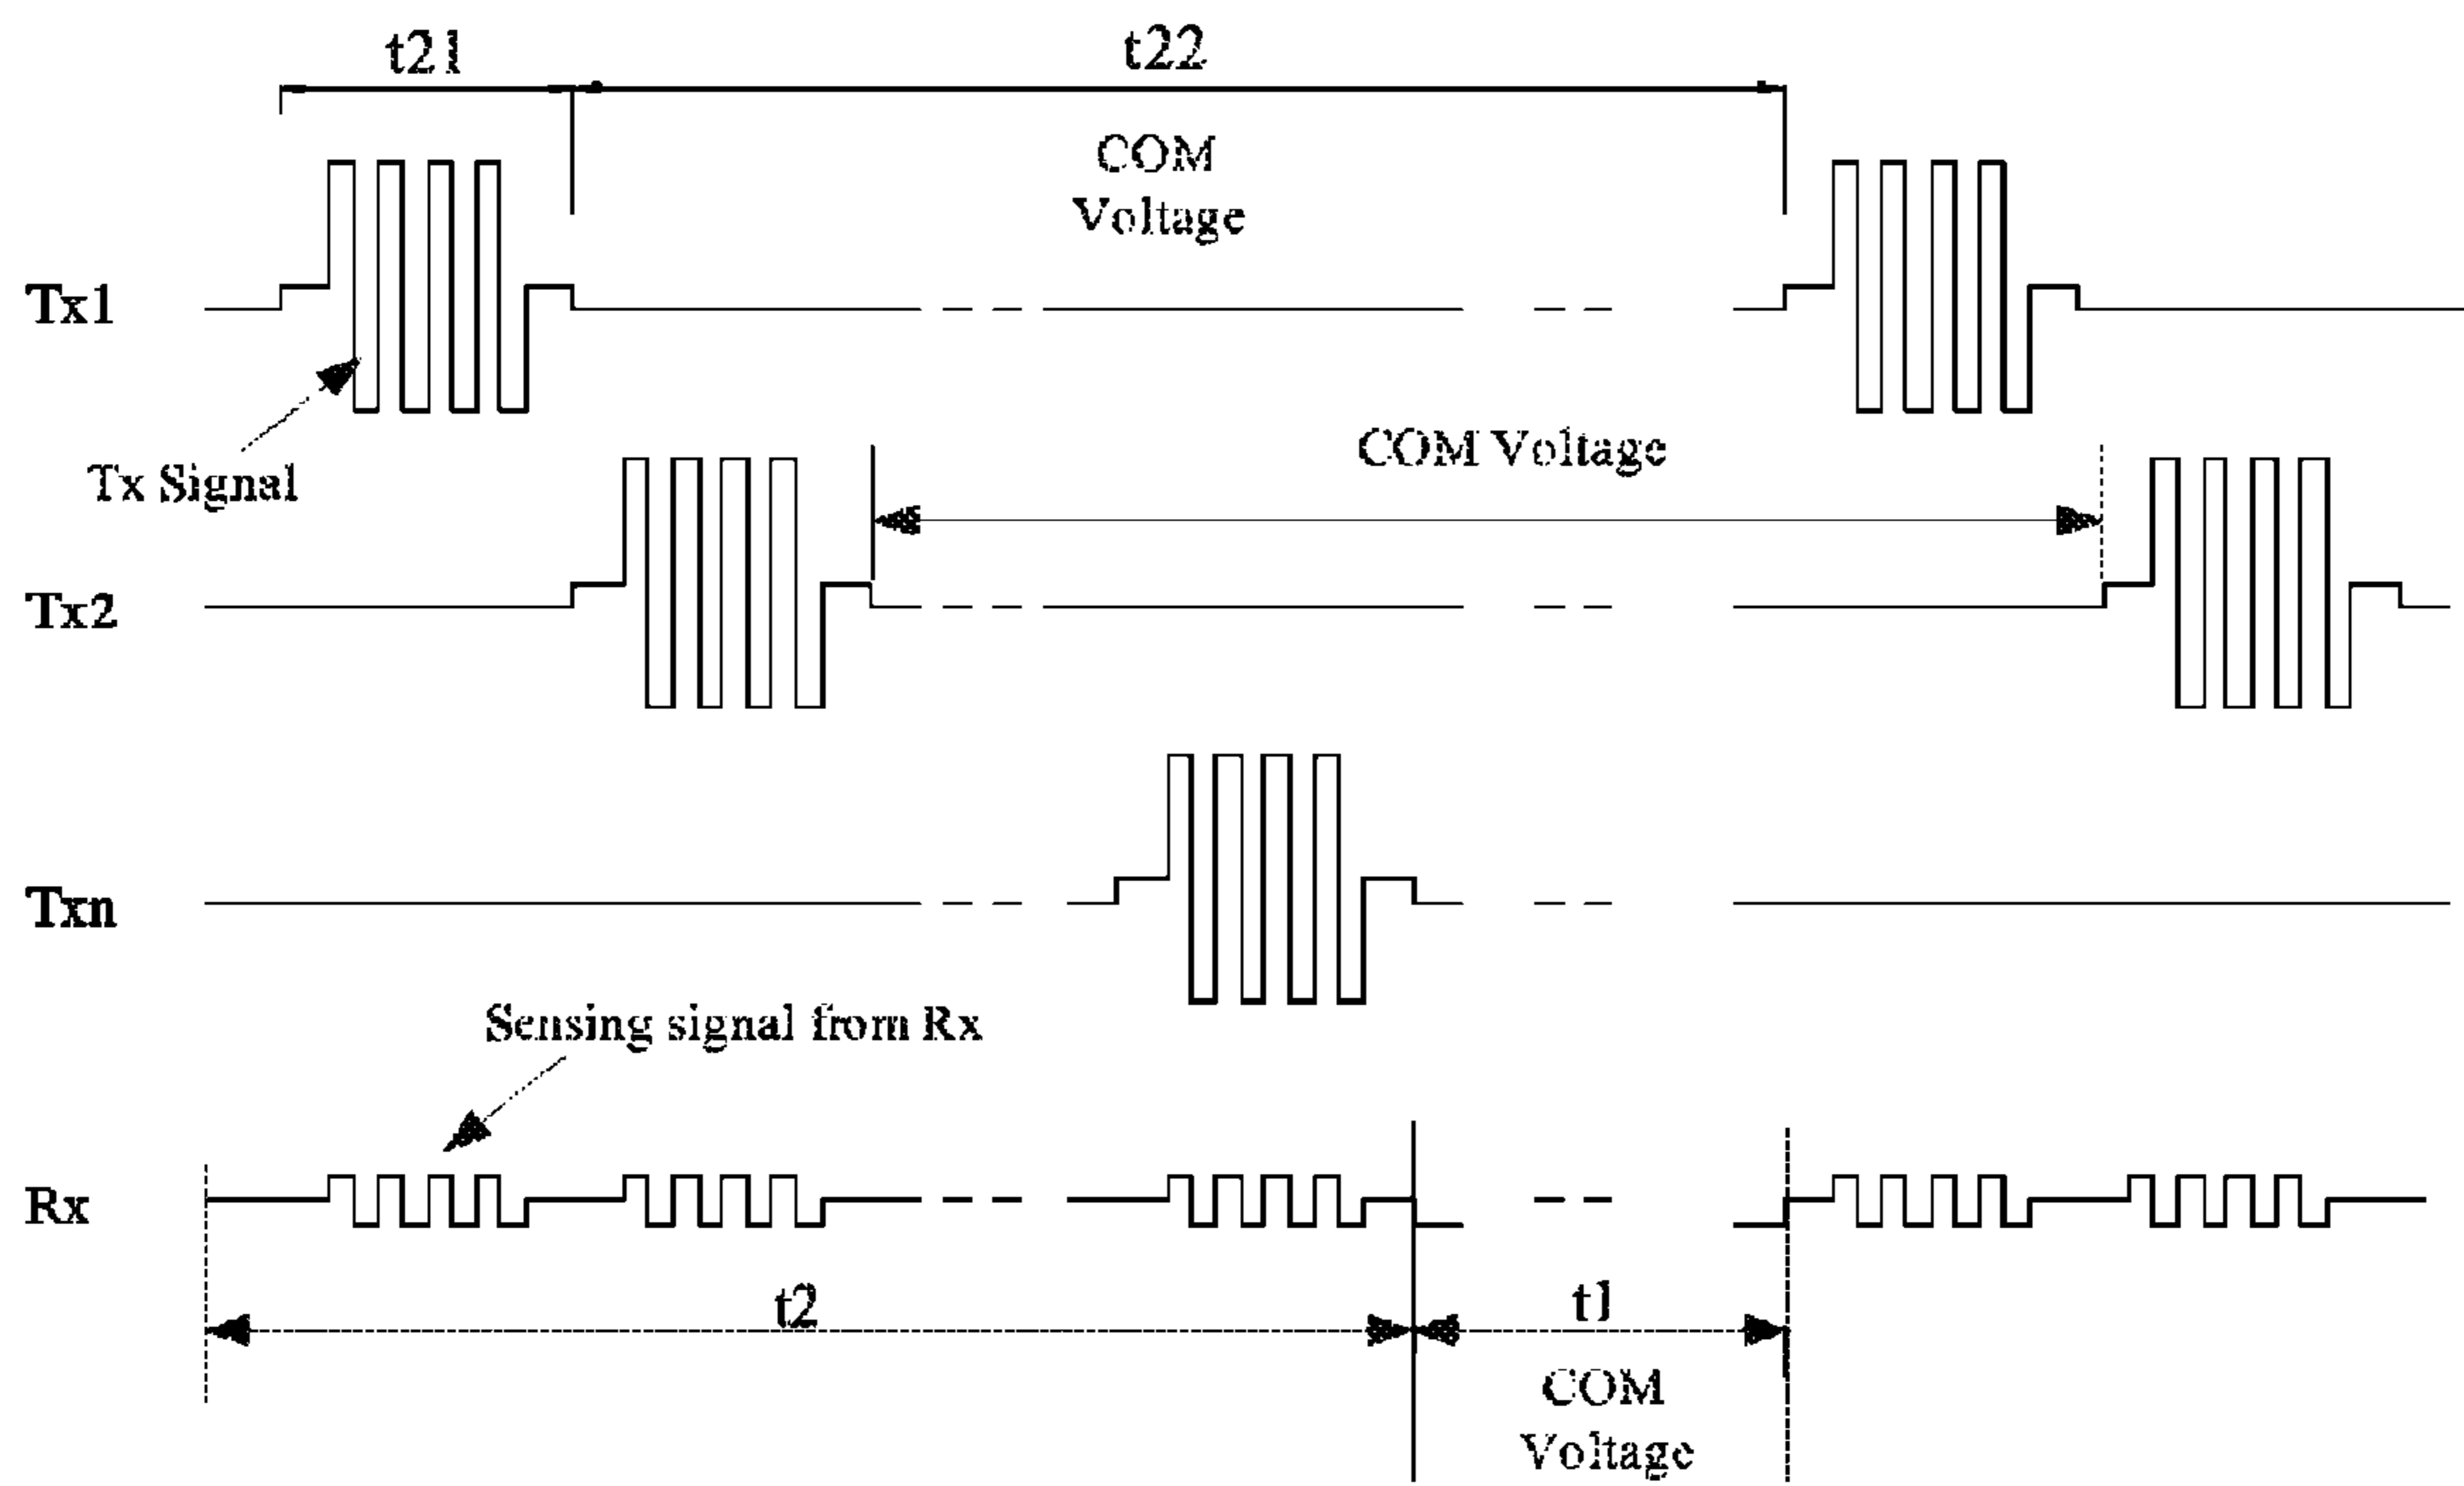 t21
t22
COM
Voltage
Tx1
Tx Signal
COM Voltage
Tx2
Txn
Sensing signal from Rx
Rx
t2
t1
COM
Voltage